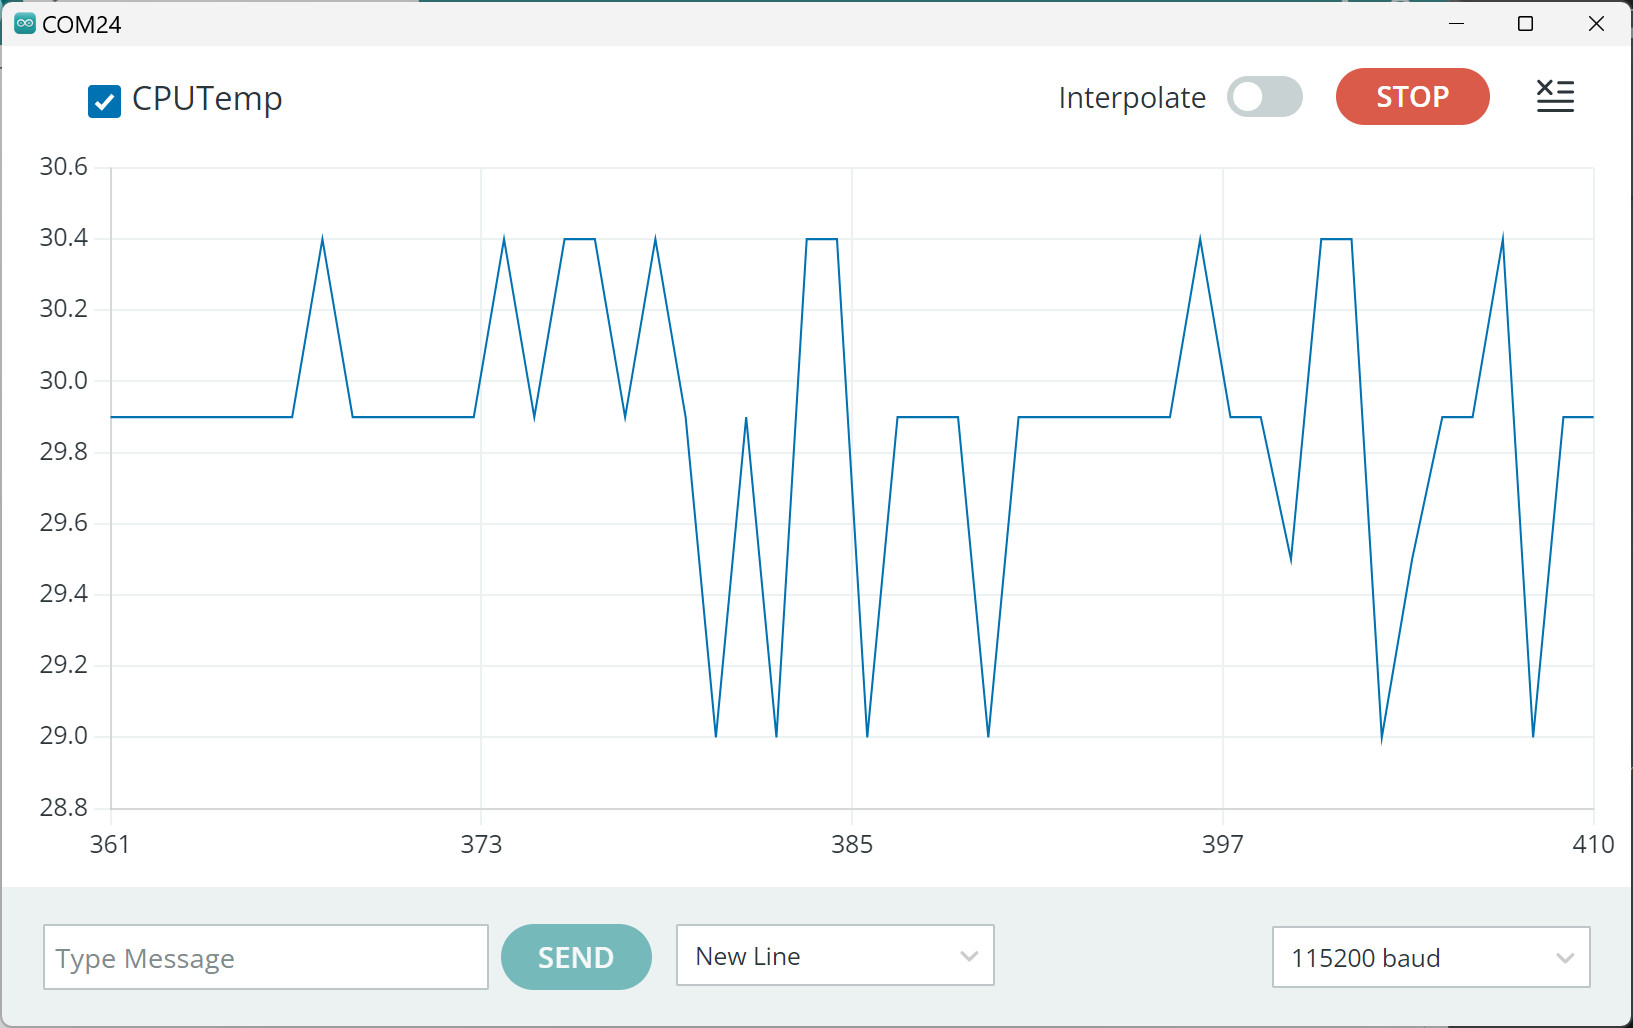 COM24
CPUTemp
Interpolate
STOP
30.6
30.4
30.2
30.0
29.8
29.6
29.4
29.2
29.0
28.8
361 373 385 397 410
Type Message
SEND
New Line
115200 baud